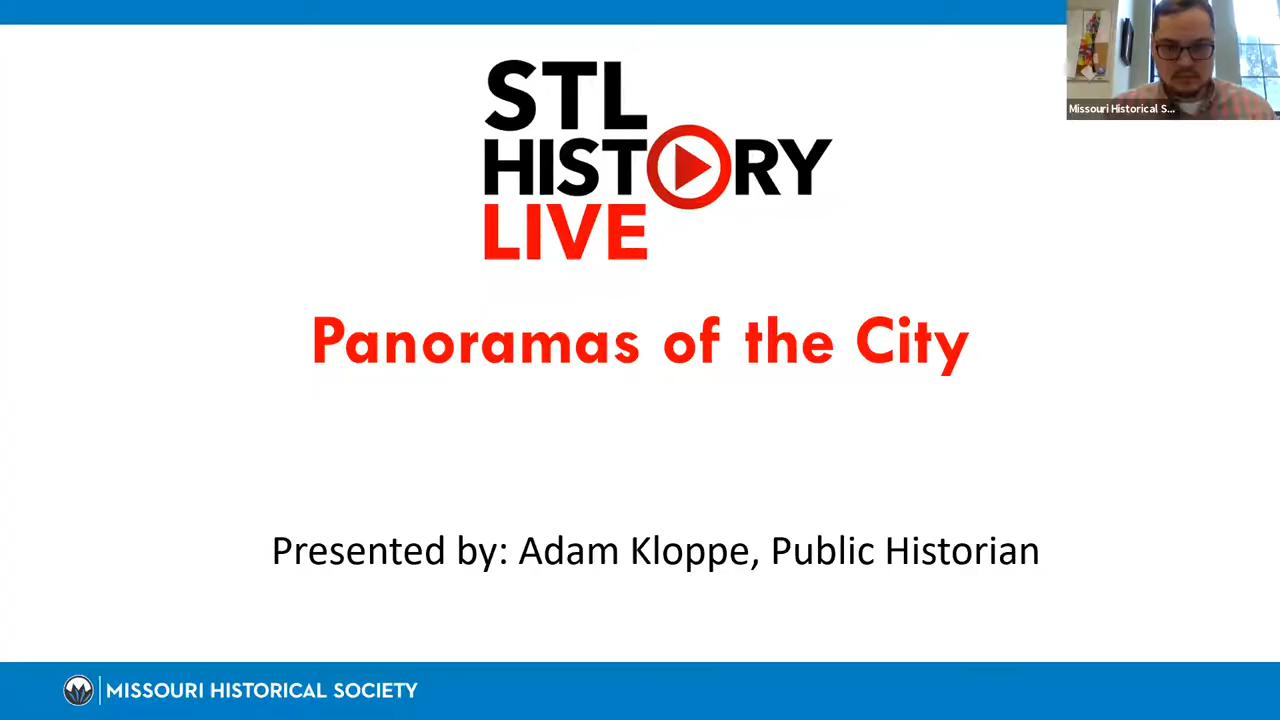 Missouri Historical S...
STL
HISTORY
LIVE
Panoramas of the City
Presented by: Adam Kloppe, Public Historian
MISSOURI HISTORICAL SOCIETY